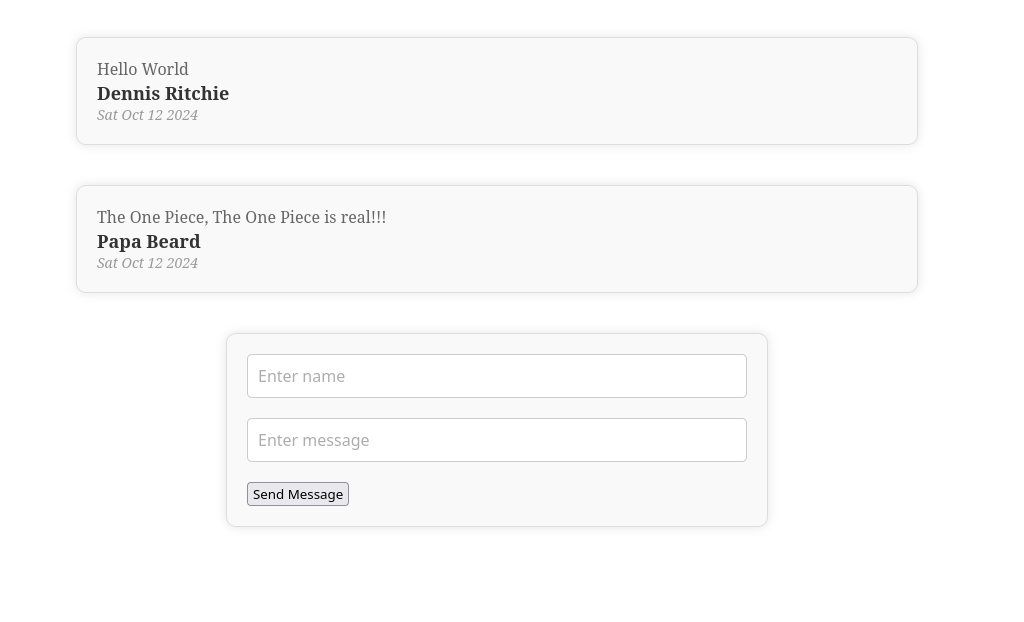 Hello World
Dennis Ritchie
Sat Oct 12 2024
The One Piece, The One Piece is real!!!
Papa Beard
Sat Oct 12 2024
Enter name
Enter message
Send Message